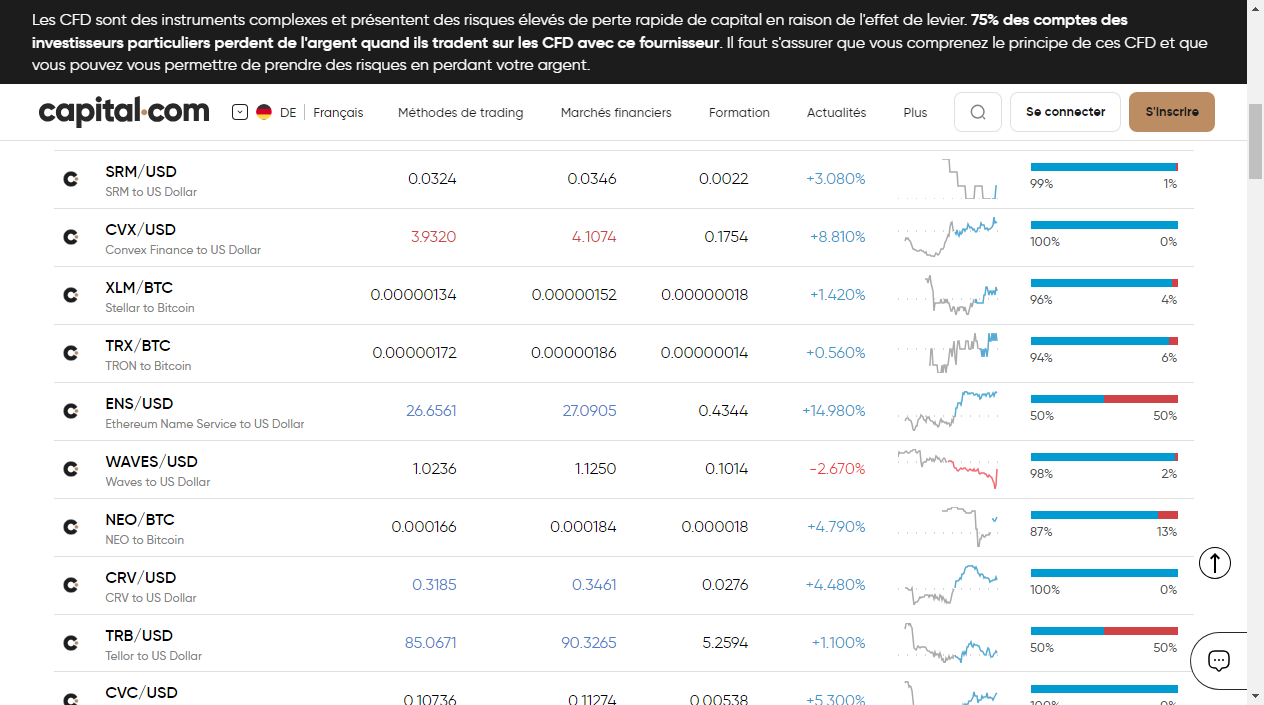 Les CFD sont des instruments complexes et présentent des risques élevés de perte rapide de capital en raison de l'effet de levier. 75% des comptes des
investisseurs particuliers perdent de l'argent quand ils tradent sur les CFD avec ce fournisseur. Il faut s'assurer que vous comprenez le principe de ces CFD et que
vous pouvez vous permettre de prendre des risques en perdant votre argent.
capital.com DE Français Méthodes de trading Marchés financiers Formation Actualités Plus Se connecter S'inscrire
SRM/USD 0.0324 0.0346 0.0022 +3.080%
SRM to US Dollar 99% 1%
CVX/USD 3.9320 4.1074 0.1754 +8.810%
Convex Finance to US Dollar 100% 0%
XLM/BTC 0.00000134 0.00000152 0.00000018 +1.420%
Stellar to Bitcoin 96% 4%
TRX/BTC 0.00000172 0.00000186 0.00000014 +0.560%
TRON to Bitcoin 94% 6%
ENS/USD 26.6561 27.0905 0.4344 +14.980%
Ethereum Name Service to US Dollar 50% 50%
WAVES/USD 1.0236 1.1250 0.1014 -2.670%
Waves to US Dollar 98% 2%
NEO/BTC 0.000166 0.000184 0.000018 +4.790%
NEO to Bitcoin 87% 13%
CRV/USD 0.3185 0.3461 0.0276 +4.480%
CRV to US Dollar 100% 0%
TRB/USD 85.0671 90.3265 5.2594 +1.100%
Tellor to US Dollar 50% 50%
CVC/USD 0.10736 0.11274 0.00538 +5.300%
100% 0%